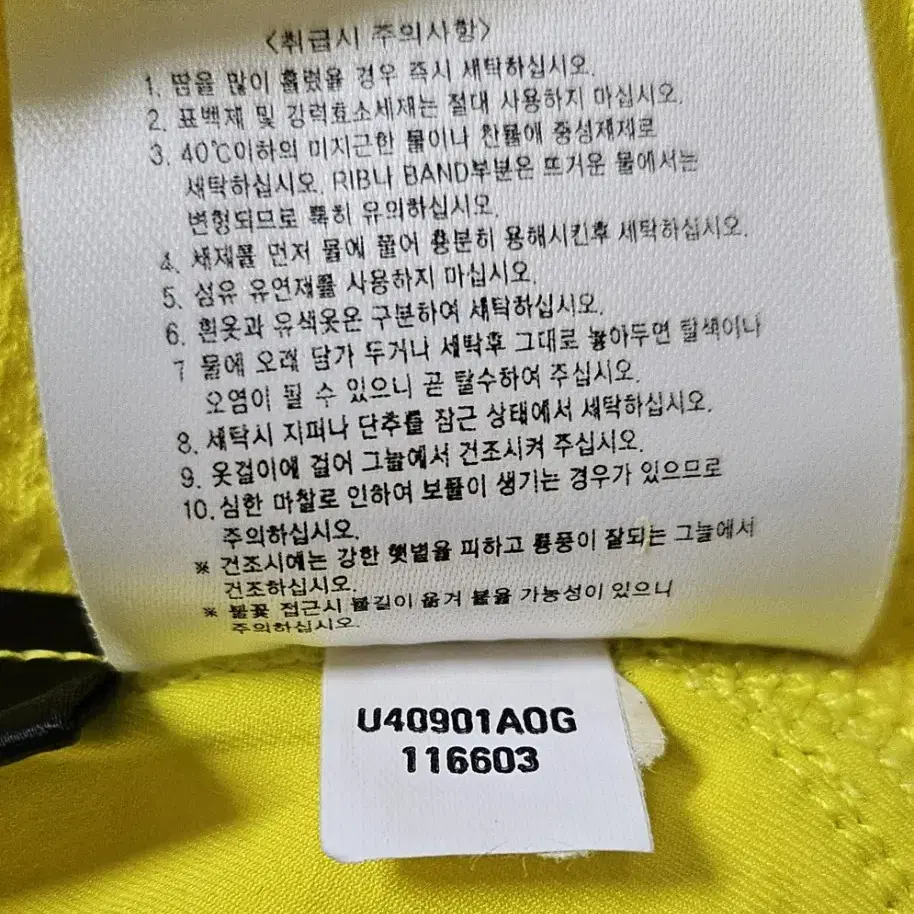 <취급시 주의사항>
1. 땀을 많이 흘렸을 경우 즉시 세탁하십시오.
2. 표백제 및 강력효소세재는 절대 사용하지 마십시오.
3. 40℃이하의 미지근한 물이나 찬물에 중성제제로
세탁하십시오. RIB나 BAND부분은 뜨거운 물에서는
변형되므로 특히 유의하십시오.
4. 세제를 먼저 물에 풀어 충분히 용해시킨후 세탁하십시오.
5. 섬유 유연재를 사용하지 마십시오.
6. 흰옷과 유색옷은 구분하여 세탁하십시오.
7 물에 오래 담가 두거나 세탁후 그대로 놓아두면 탈색이나
오염이 될 수 있으니 곧 탈수하여 주십시오.
8. 세탁시 지퍼나 단추를 잠근 상태에서 세탁하십시오.
9. 옷걸이에 걸어 그늘에서 건조시켜 주십시오.
10. 심한 마찰로 인하여 보풀이 생기는 경우가 있으므로
주의하십시오.
※ 건조시에는 강한 햇볕을 피하고 통풍이 잘되는 그늘에서
건조하십시오.
※ 불꽃 접근시 불길이 옮겨 붙을 가능성이 있으니
주의하십시오.
U40901A0G
116603